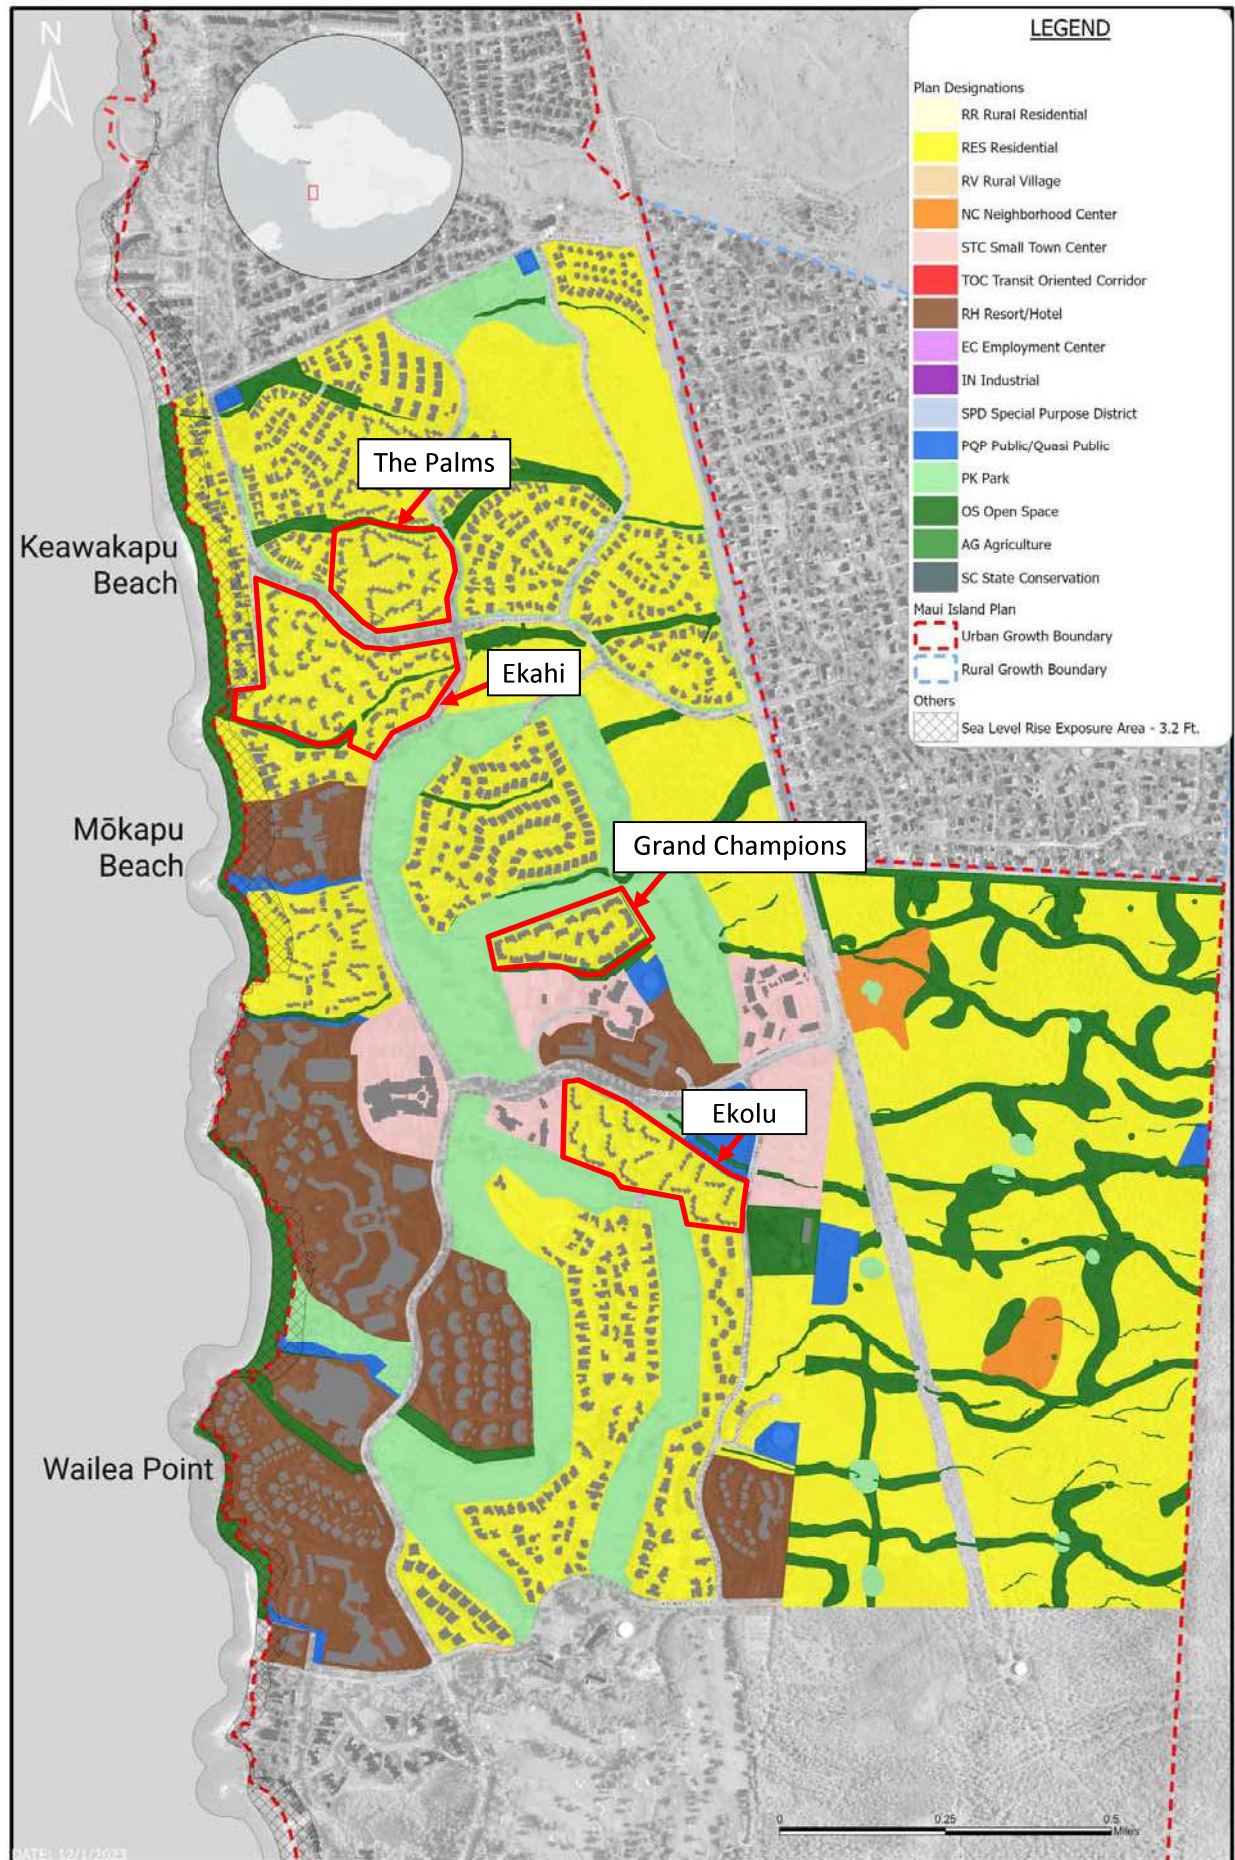 N
LEGEND
Plan Designations
RR Rural Residential
RES Residential
RV Rural Village
NC Neighborhood Center
STC Small Town Center
TOC Transit Oriented Corridor
RH Resort/Hotel
EC Employment Center
IN Industrial
SPD Special Purpose District
PQP Public/Quasi Public
PK Park
OS Open Space
AG Agriculture
SC State Conservation
Maui Island Plan
Urban Growth Boundary
Rural Growth Boundary
Others
Sea Level Rise Exposure Area - 3.2 Ft.
The Palms
Keawakapu
Beach
Ekahi
Mōkapu
Beach
Grand Champions
Ekolu
Wailea Point
0
0.25
0.5
Miles
DATE: 12/1/2023